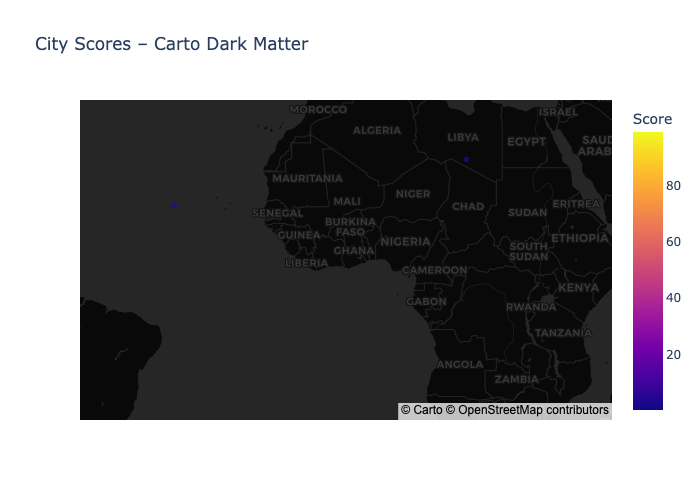 City Scores – Carto Dark Matter
Score
80
60
40
20
MOROCCO
ISRAEL
ALGERIA
LIBYA
EGYPT
SAUDI
ARAB
MAURITANIA
MALI
NIGER
CHAD
SUDAN
ERITREA
SENEGAL
BURKINA
FASO
GUINEA
NIGERIA
ETHIOPIA
GHANA
SOUTH
SUDAN
LIBERIA
CAMEROON
KENYA
GABON
RWANDA
TANZANIA
ANGOLA
ZAMBIA
© Carto © OpenStreetMap contributors